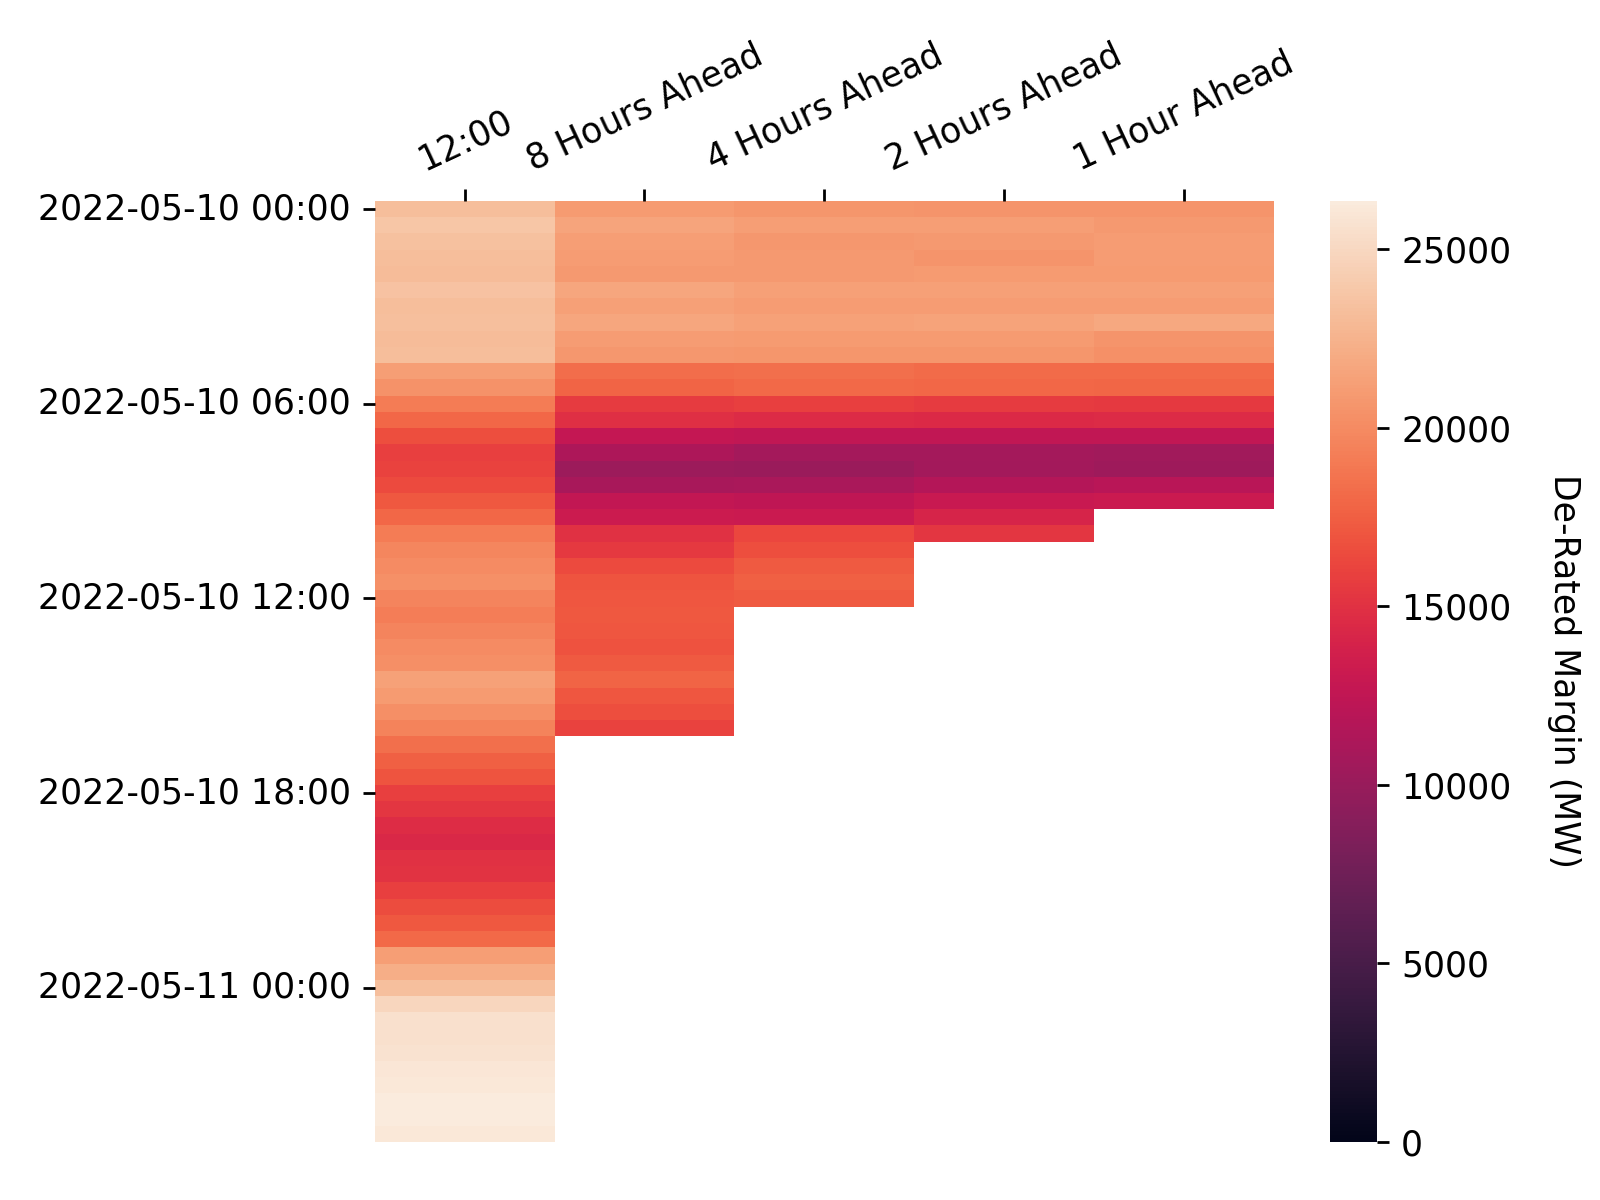 12:00
8 Hours Ahead
4 Hours Ahead
2 Hours Ahead
1 Hour Ahead
2022-05-10 00:00
2022-05-10 06:00
2022-05-10 12:00
2022-05-10 18:00
2022-05-11 00:00
25000
20000
15000
10000
5000
0
De-Rated Margin (MW)